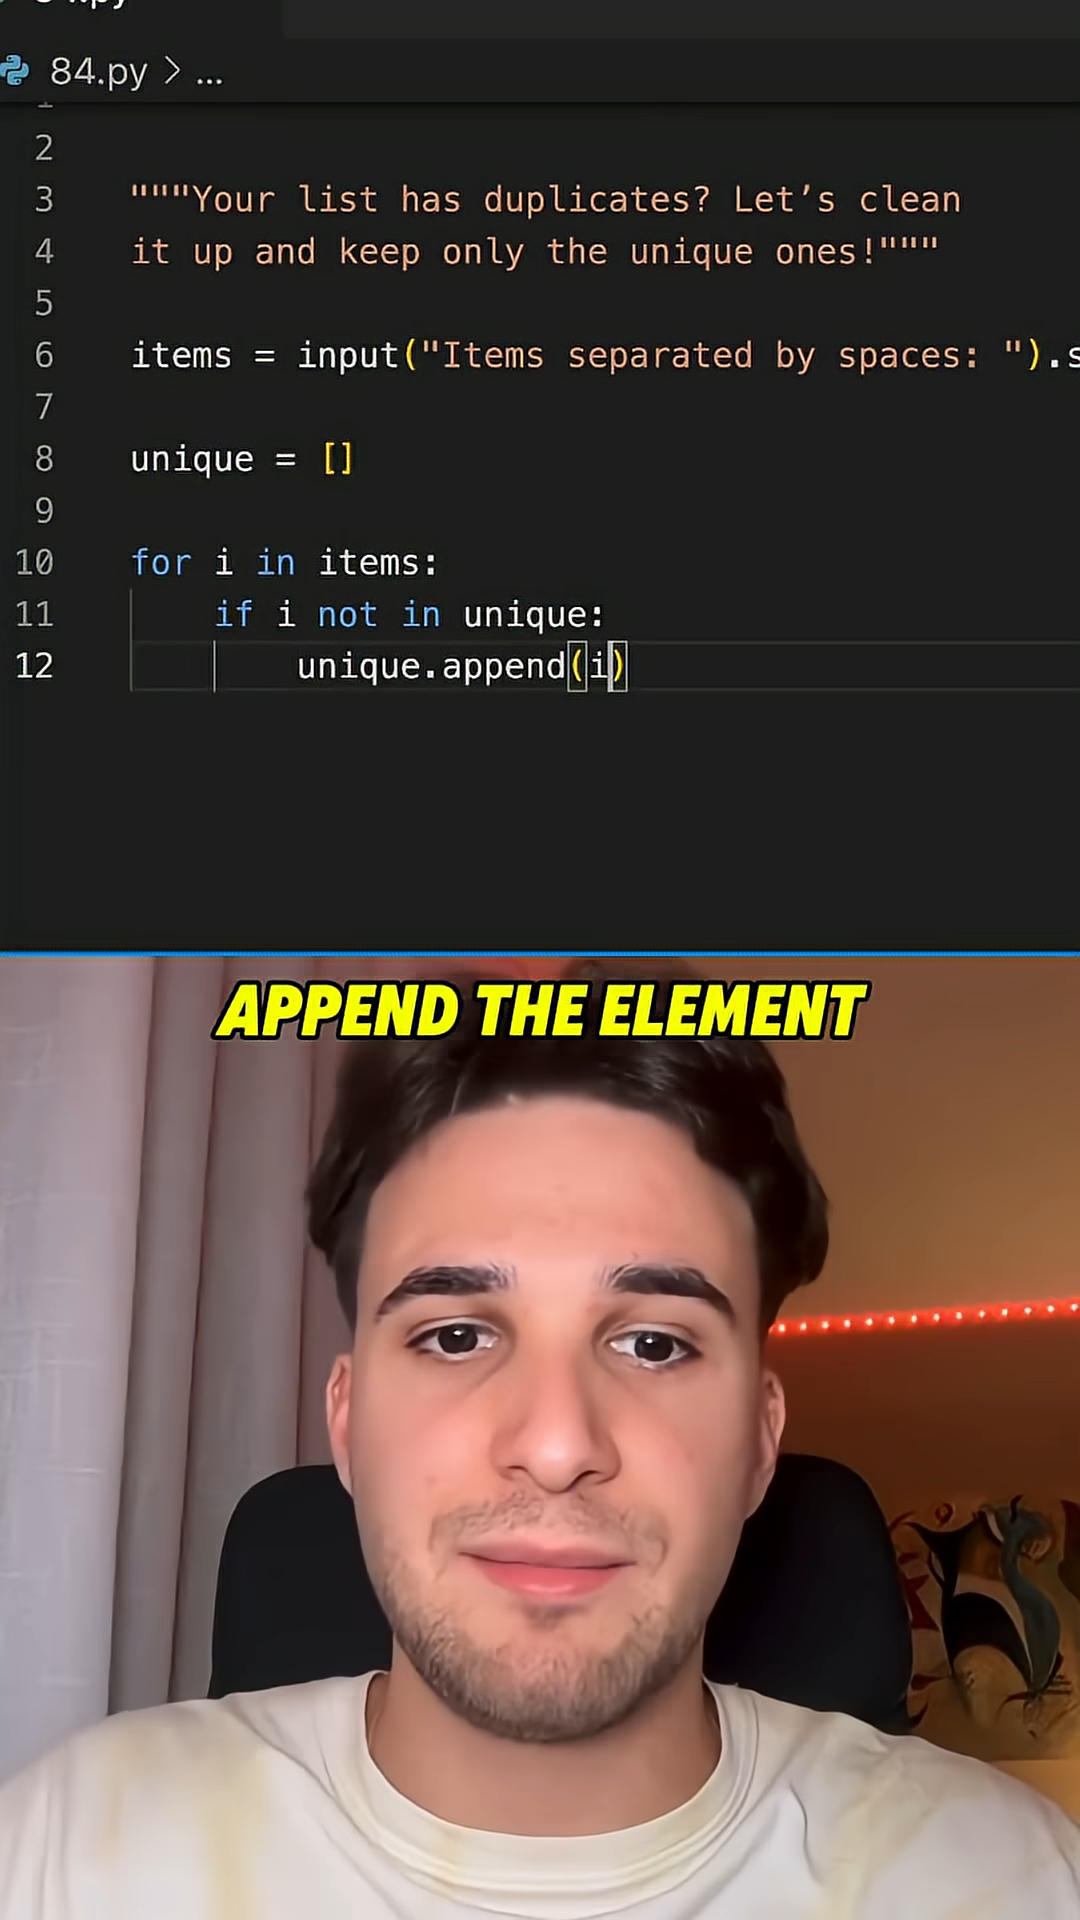 84.py > ...
1
2
3 """Your list has duplicates? Let’s clean
4 it up and keep only the unique ones!"""
5
6 items = input("Items separated by spaces: ").s
7
8 unique = []
9
10 for i in items:
11 if i not in unique:
12 unique.append(i)
APPEND THE ELEMENT